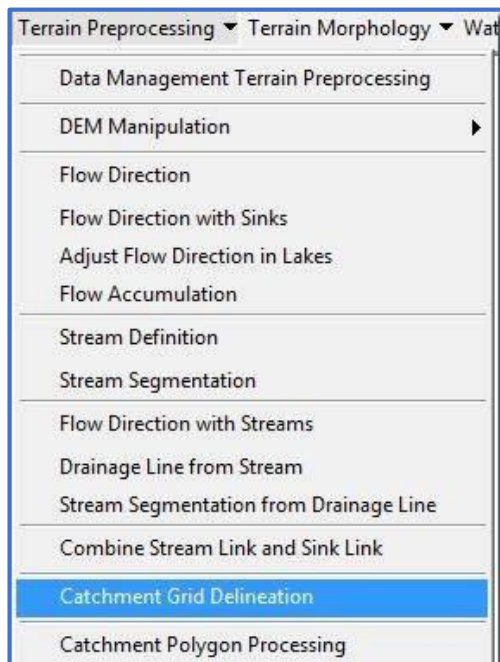 Terrain Preprocessing Terrain Morphology Wat
Data Management Terrain Preprocessing
DEM Manipulation
Flow Direction
Flow Direction with Sinks
Adjust Flow Direction in Lakes
Flow Accumulation
Stream Definition
Stream Segmentation
Flow Direction with Streams
Drainage Line from Stream
Stream Segmentation from Drainage Line
Combine Stream Link and Sink Link
Catchment Grid Delineation
Catchment Polygon Processing